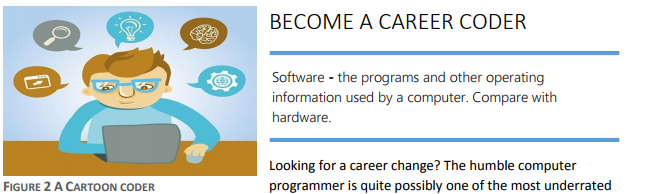 BECOME A CAREER CODER
Software - the programs and other operating
information used by a computer. Compare with
hardware.
FIGURE 2 A CARTOON CODER
Looking for a career change? The humble computer
programmer is quite possibly one of the most underrated